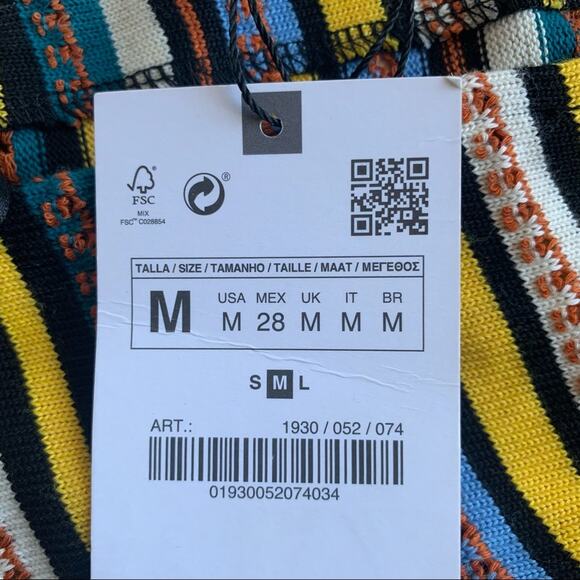 ®
FSC
MIX
FSC™ C028854
TALLA / SIZE / TAMANHO / TAILLE / MAAT / ΜΕΓΕΘΟΣ
M
USA MEX UK IT BR
M 28 M M M
S M L
ART.: 1930 / 052 / 074
01930052074034